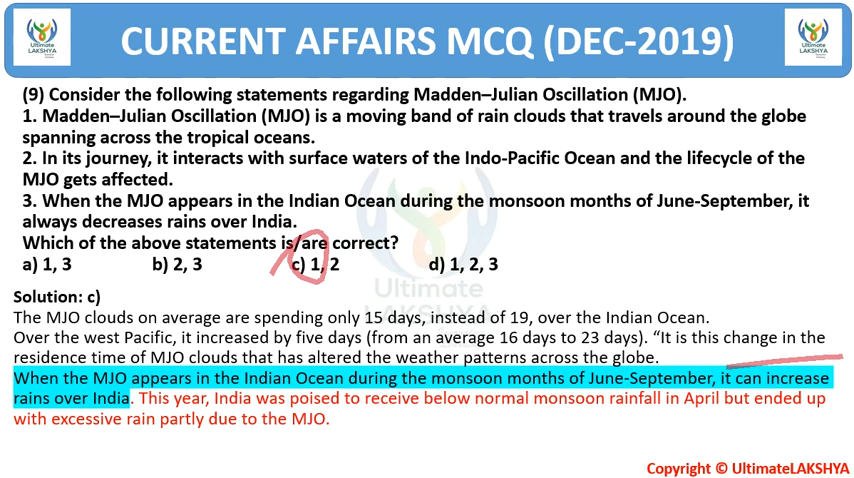 Ultimate
LAKSHYA
CURRENT AFFAIRS MCQ (DEC-2019)
Ultimate
LAKSHYA
(9) Consider the following statements regarding Madden–Julian Oscillation (MJO).
1. Madden–Julian Oscillation (MJO) is a moving band of rain clouds that travels around the globe
spanning across the tropical oceans.
2. In its journey, it interacts with surface waters of the Indo-Pacific Ocean and the lifecycle of the
MJO gets affected.
3. When the MJO appears in the Indian Ocean during the monsoon months of June-September, it
always decreases rains over India.
Which of the above statements is/are correct?
a) 1, 3 b) 2, 3 c) 1, 2 d) 1, 2, 3
Ultimate
LAKSHYA
Solution: c)
The MJO clouds on average are spending only 15 days, instead of 19, over the Indian Ocean.
Over the west Pacific, it increased by five days (from an average 16 days to 23 days). “It is this change in the
residence time of MJO clouds that has altered the weather patterns across the globe.
When the MJO appears in the Indian Ocean during the monsoon months of June-September, it can increase
rains over India. This year, India was poised to receive below normal monsoon rainfall in April but ended up
with excessive rain partly due to the MJO.
Copyright © UltimateLAKSHYA